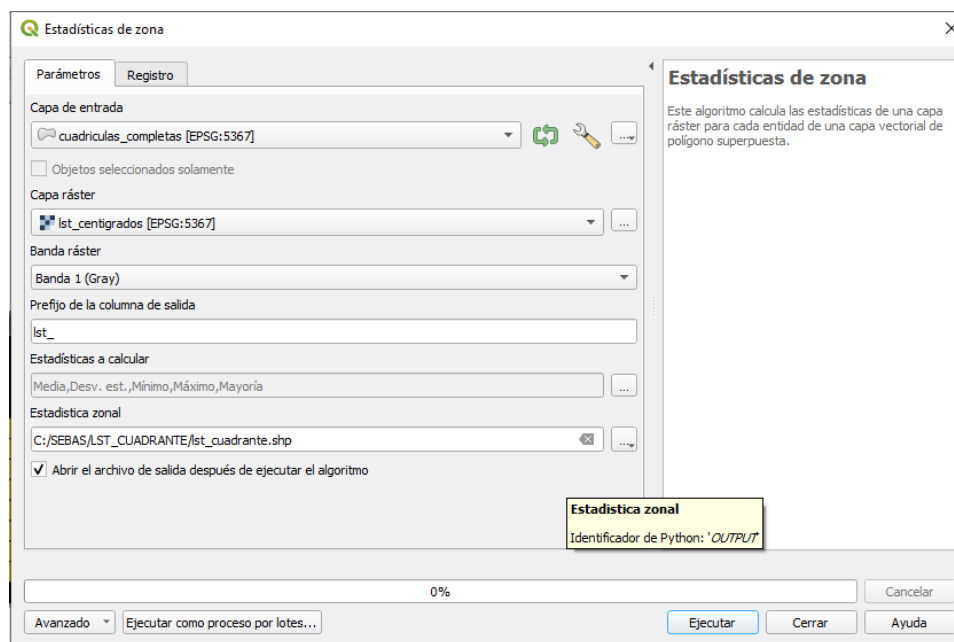 Estadísticas de zona
Parámetros
Registro
Capa de entrada
cuadriculas_completas [EPSG:5367]
...
Objetos seleccionados solamente
Capa ráster
lst_centigrados [EPSG:5367]
...
Banda ráster
Banda 1 (Gray)
Prefijo de la columna de salida
lst_
Estadísticas a calcular
Media,Desv. est.,Mínimo,Máximo,Mayoría
...
Estadistica zonal
C:/SEBAS/LST_CUADRANTE/lst_cuadrante.shp
...
Abrir el archivo de salida después de ejecutar el algoritmo
Estadísticas de zona
Este algoritmo calcula las estadísticas de una capa
ráster para cada entidad de una capa vectorial de
polígono superpuesta.
Estadistica zonal
Identificador de Python: 'OUTPUT'
0%
Cancelar
Avanzado
Ejecutar como proceso por lotes...
Ejecutar
Cerrar
Ayuda